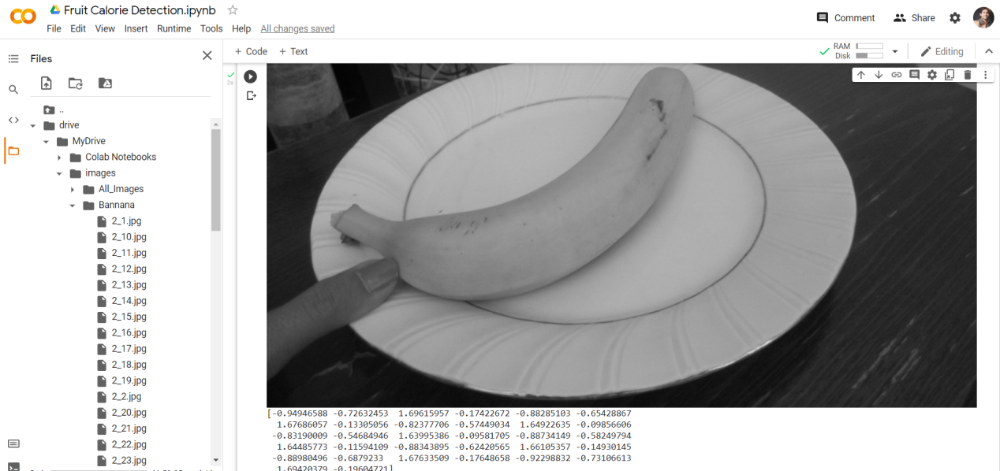 Fruit Calorie Detection.ipynb
File Edit View Insert Runtime Tools Help All changes saved
Comment Share
Files
+ Code + Text
RAM
Disk
Editing
2s
..
drive
MyDrive
Colab Notebooks
images
All_Images
Bannana
2_1.jpg
2_10.jpg
2_11.jpg
2_12.jpg
2_13.jpg
2_14.jpg
2_15.jpg
2_16.jpg
2_17.jpg
2_18.jpg
2_19.jpg
2_2.jpg
2_20.jpg
2_21.jpg
2_22.jpg
2_23.jpg
[-0.94946588 -0.72632453 1.69615957 -0.17422672 -0.88285103 -0.65428867
1.67686057 -0.13305056 -0.82377706 -0.57449034 1.64922635 -0.09856606
-0.83190009 -0.54684946 1.63995386 -0.09581705 -0.88734149 -0.58249794
1.64485773 -0.11594109 -0.88343895 -0.62420565 1.66105357 -0.14930145
-0.88980496 -0.6879233 1.67633509 -0.17648658 -0.92298832 -0.73106613
1.69420379 -0.19604721]